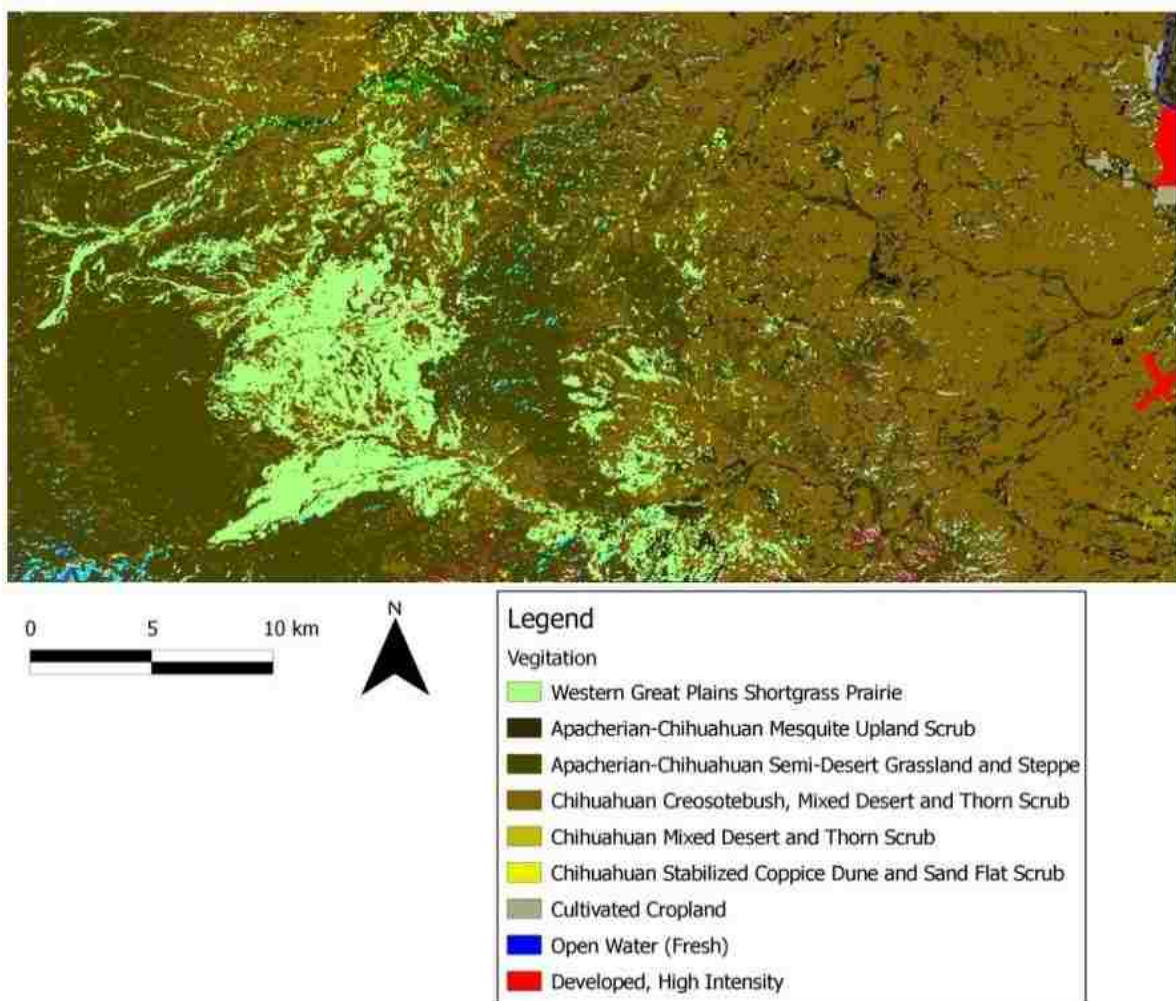 0 5 10 km
N
Legend
Vegitation
Western Great Plains Shortgrass Prairie
Apacherian-Chihuahuan Mesquite Upland Scrub
Apacherian-Chihuahuan Semi-Desert Grassland and Steppe
Chihuahuan Creosotebush, Mixed Desert and Thorn Scrub
Chihuahuan Mixed Desert and Thorn Scrub
Chihuahuan Stabilized Coppice Dune and Sand Flat Scrub
Cultivated Cropland
Open Water (Fresh)
Developed, High Intensity